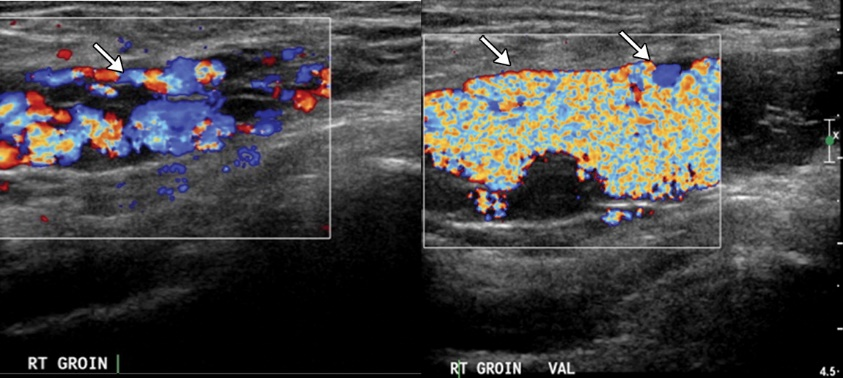 RT GROIN
RT GROIN VAL
x
4.5